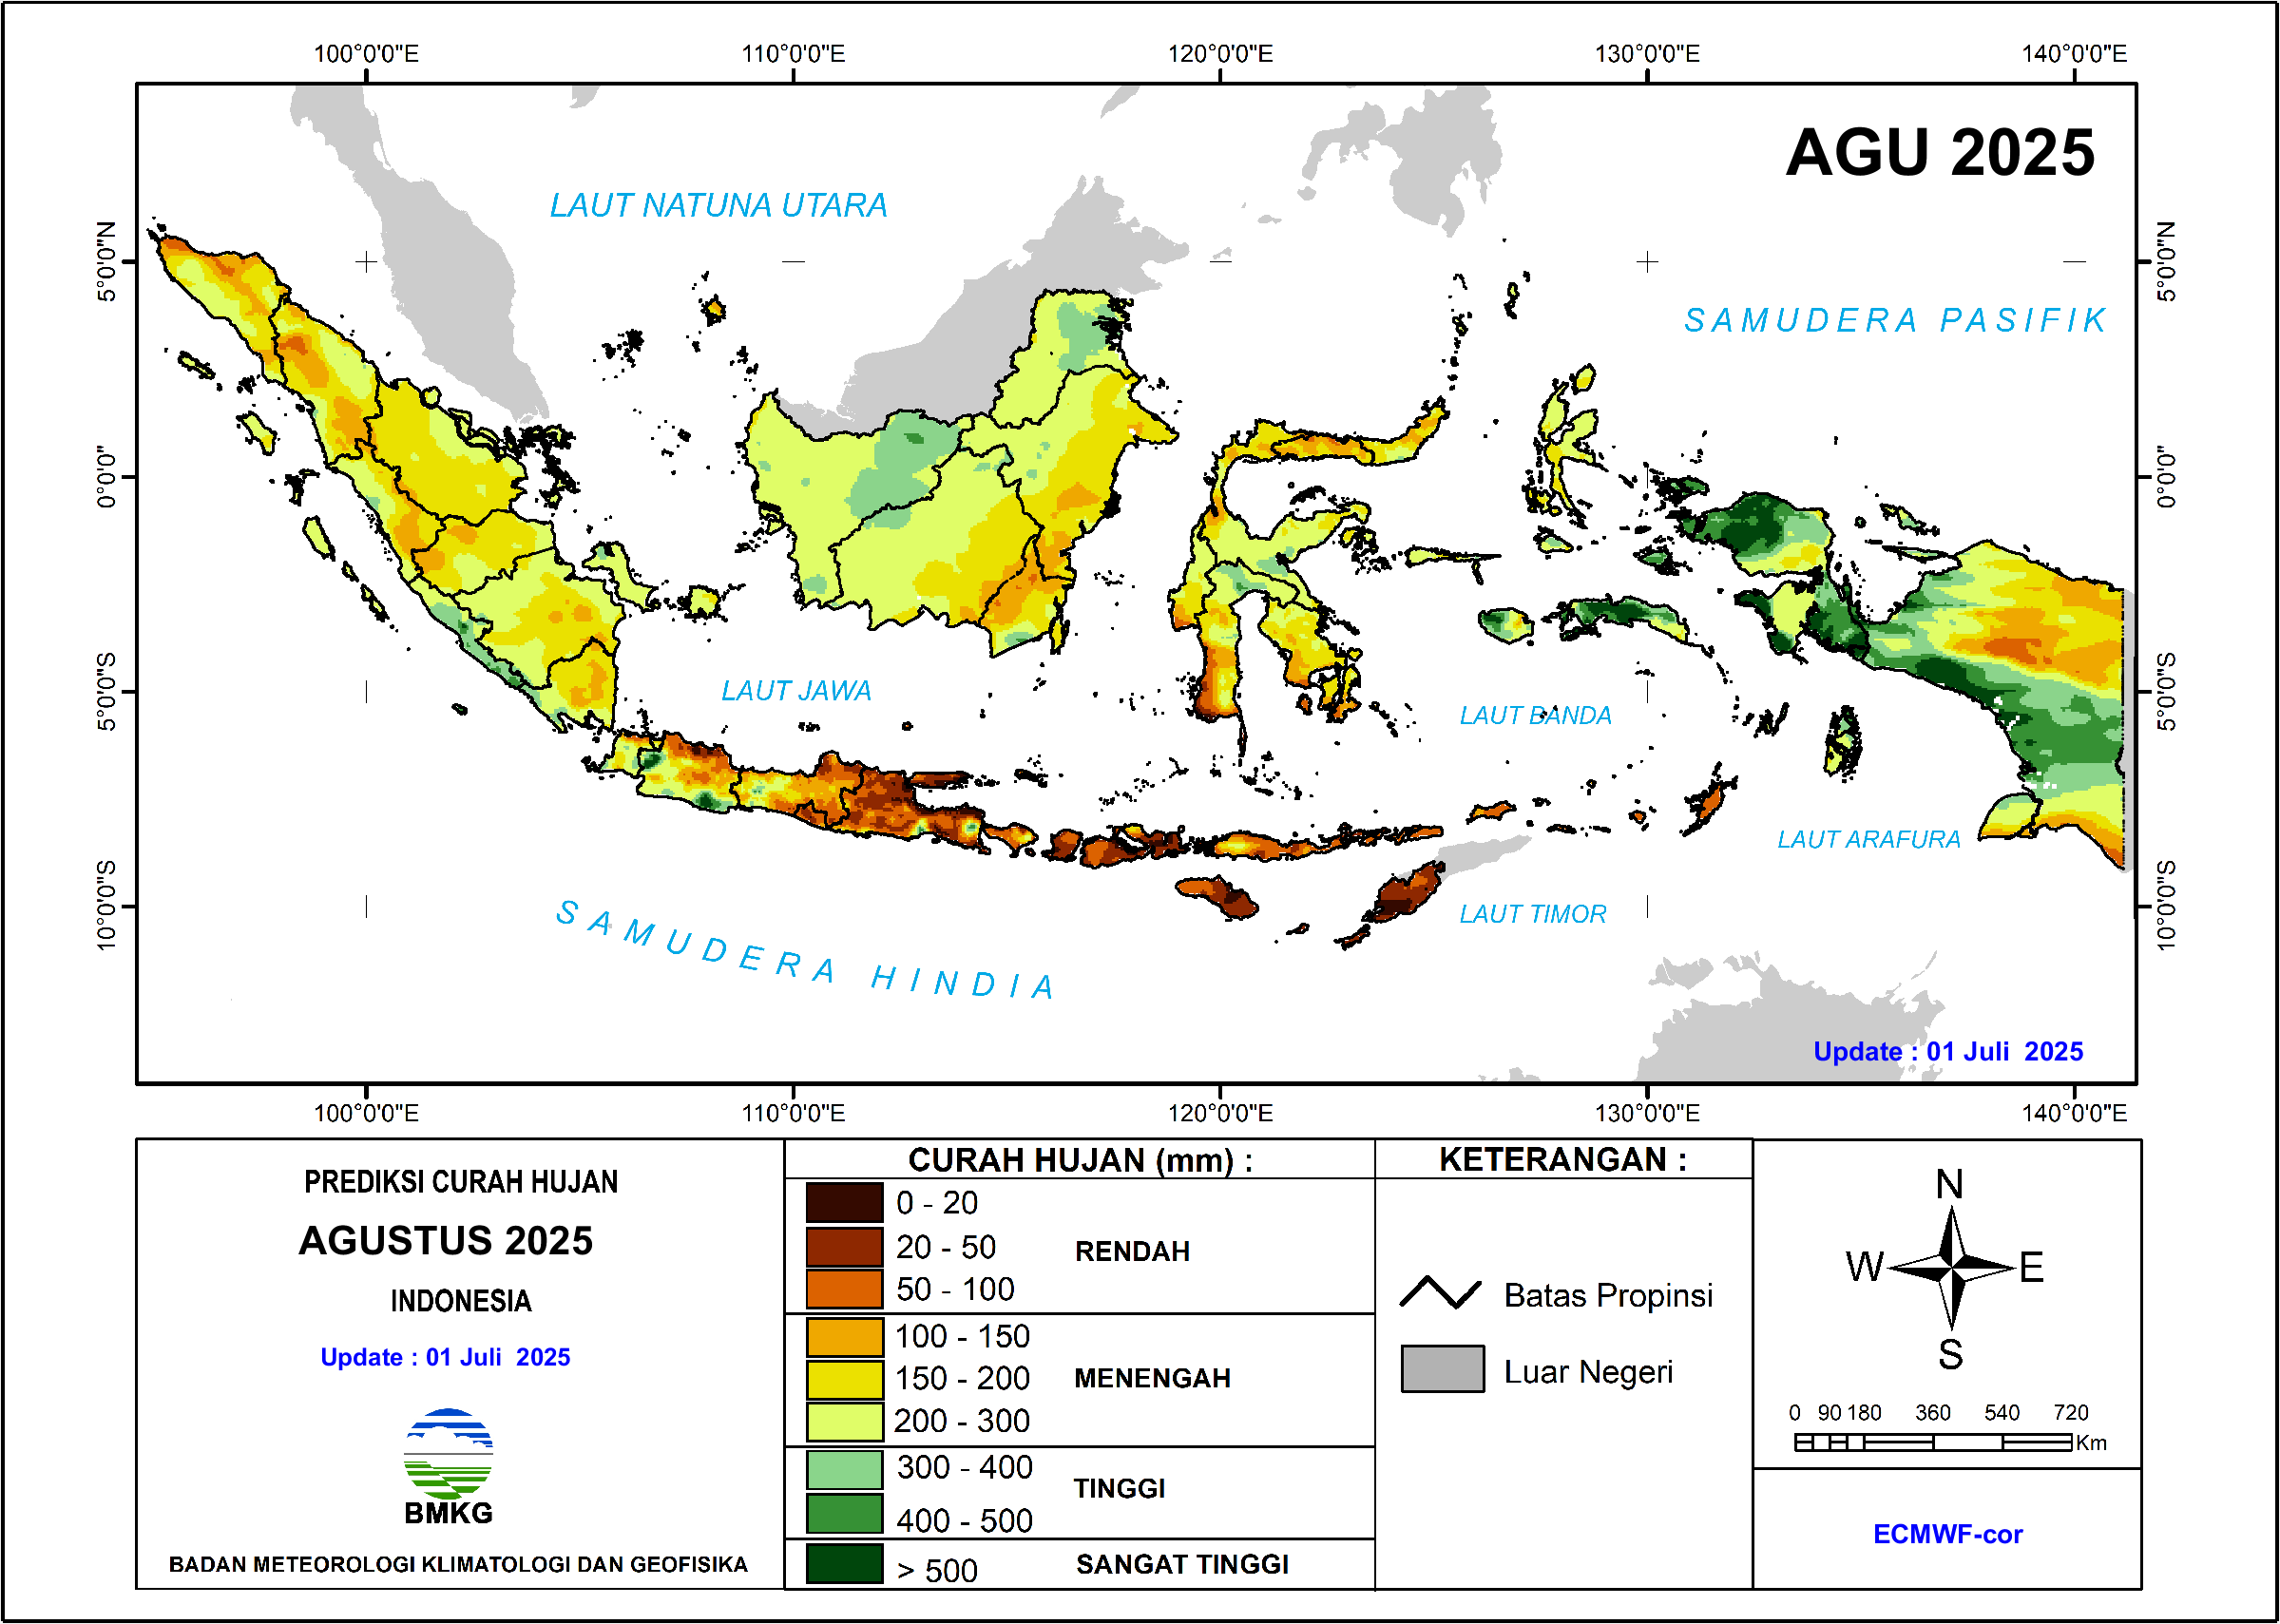 100°0'0"E 110°0'0"E 120°0'0"E 130°0'0"E 140°0'0"E
AGU 2025
LAUT NATUNA UTARA
5°0'0"N 5°0'0"N
SAMUDERA PASIFIK
0°0'0" 0°0'0"
5°0'0"S 5°0'0"S
LAUT JAWA
LAUT BANDA
LAUT ARAFURA
10°0'0"S 10°0'0"S
LAUT TIMOR
SAMUDERA HINDIA
Update : 01 Juli 2025
100°0'0"E 110°0'0"E 120°0'0"E 130°0'0"E 140°0'0"E
PREDIKSI CURAH HUJAN
AGUSTUS 2025
INDONESIA
Update : 01 Juli 2025
BMKG
BADAN METEOROLOGI KLIMATOLOGI DAN GEOFISIKA
CURAH HUJAN (mm) :
0 - 20
20 - 50
RENDAH
50 - 100
100 - 150
150 - 200
MENENGAH
200 - 300
300 - 400
TINGGI
400 - 500
> 500
SANGAT TINGGI
KETERANGAN :
Batas Propinsi
Luar Negeri
N
W E
S
0 90 180 360 540 720
Km
ECMWF-cor